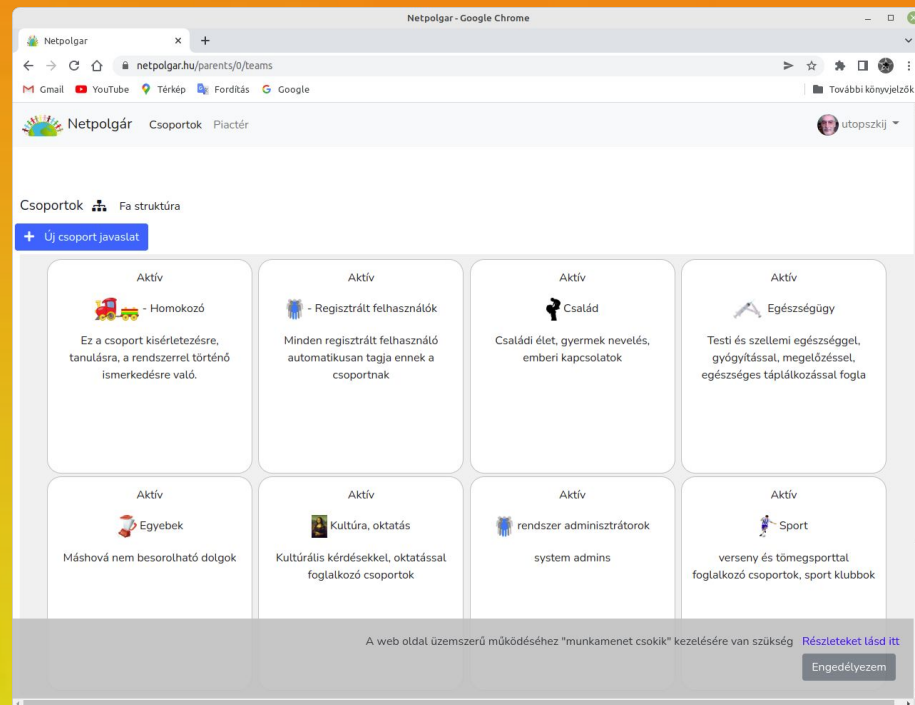 Netpolgar - Google Chrome
Netpolgar
netpolgar.hu/parents/0/teams
Gmail YouTube Térkép Fordítás Google További könyvjelzők
Netpolgár Csoportok Piactér utopszkij
Csoportok Fa struktúra
+ Új csoport javaslat
Aktív
- Homokozó
Ez a csoport kisérletezésre,
tanulásra, a rendszerrel történő
ismerkedésre való.
Aktív
- Regisztrált felhasználók
Minden regisztrált felhasználó
automatikusan tagja ennek a
csoportnak
Aktív
Család
Családi élet, gyermek nevelés,
emberi kapcsolatok
Aktív
Egészségügy
Testi és szellemi egészséggel,
gyógyítással, megelőzéssel,
egészséges táplálkozással fogla
Aktív
Egyebek
Máshová nem besorolható dolgok
Aktív
Kultúra, oktatás
Kultúrális kérdésekkel, oktatással
foglalkozó csoportok
Aktív
rendszer adminisztrátorok
system admins
Aktív
Sport
verseny és tömegsporttal
foglalkozó csoportok, sport klubbok
A web oldal üzemszerű működéséhez "munkamenet csokik" kezelésére van szükség Részleteket lásd itt
Engedélyezem